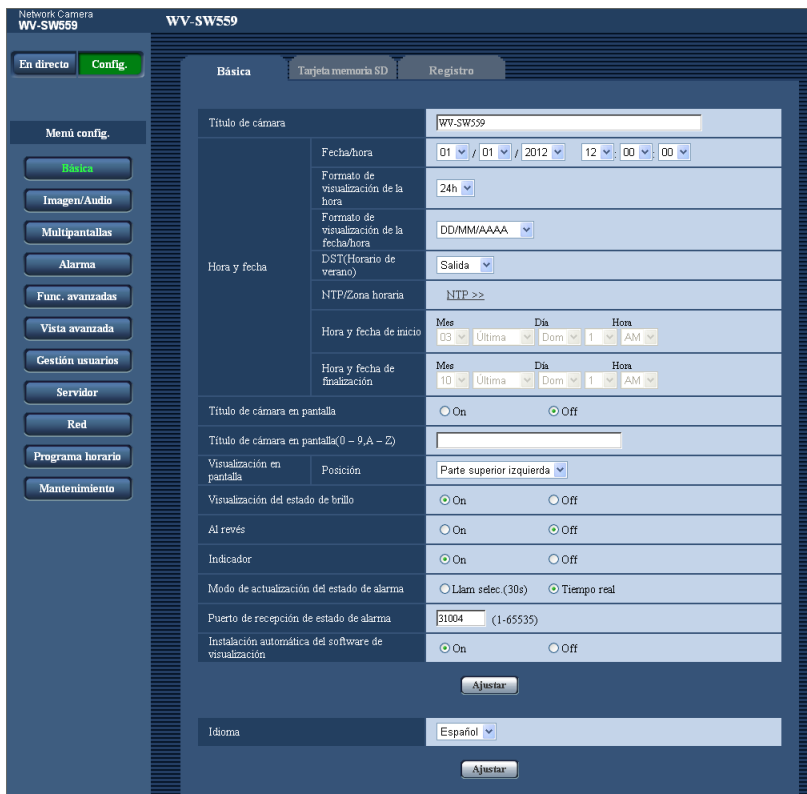 Network Camera
WV-SW559
WV-SW559
En directo
Config.
Menú config.
Básica
Imagen/Audio
Multipantallas
Alarma
Func. avanzadas
Vista avanzada
Gestión usuarios
Servidor
Red
Programa horario
Mantenimiento
Básica
Tarjeta memoria SD
Registro
Título de cámara
WV-SW559
Hora y fecha
Fecha/hora
01 / 01 / 2012 12 : 00 : 00
Formato de
visualización de la
hora
24h
Formato de
visualización de la
fecha/hora
DD/MM/AAAA
DST(Horario de
verano)
Salida
NTP/Zona horaria
NTP >>
Hora y fecha de inicio
Mes Día Hora
03 Última Dom 1 AM
Hora y fecha de
finalización
Mes Día Hora
10 Última Dom 1 AM
Título de cámara en pantalla
On Off
Título de cámara en pantalla(0 – 9,A – Z)
Visualización en
pantalla
Posición
Parte superior izquierda
Visualización del estado de brillo
On Off
Al revés
On Off
Indicador
On Off
Modo de actualización del estado de alarma
Llam selec.(30s) Tiempo real
Puerto de recepción de estado de alarma
31004 (1-65535)
Instalación automática del software de
visualización
On Off
Ajustar
Idioma
Español
Ajustar